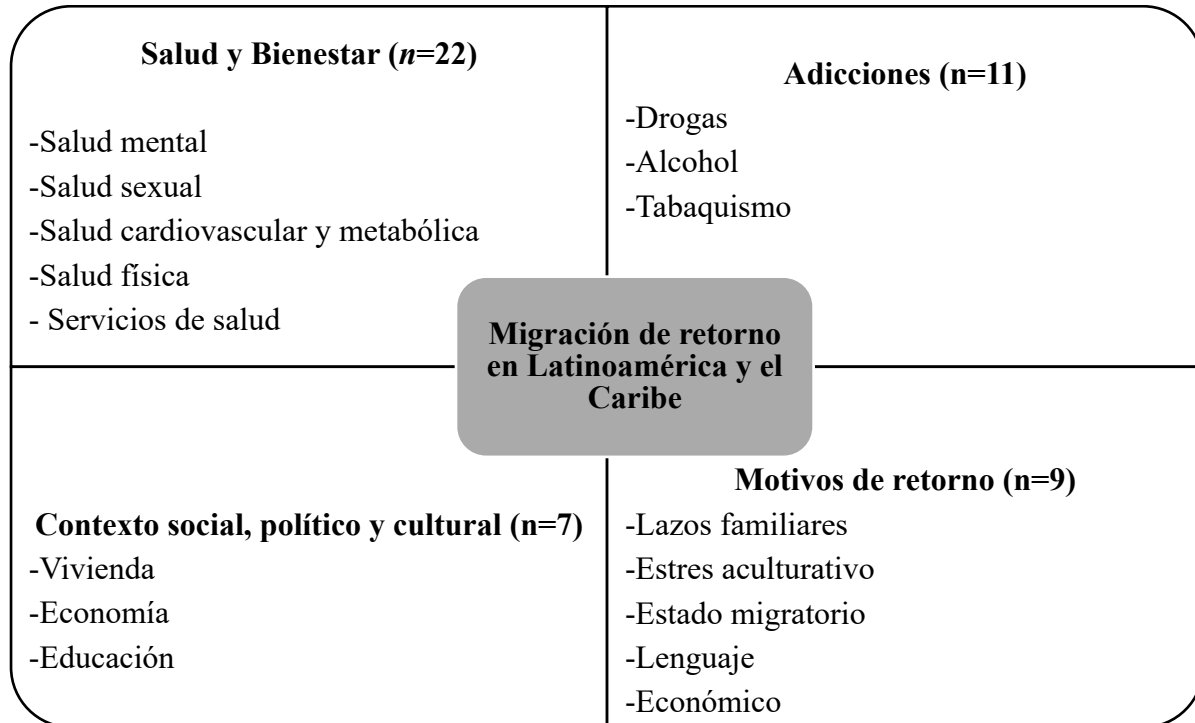 Salud y Bienestar (n=22)
-Salud mental
-Salud sexual
-Salud cardiovascular y metabólica
-Salud física
- Servicios de salud
Adicciones (n=11)
-Drogas
-Alcohol
-Tabaquismo
Migración de retorno
en Latinoamérica y el
Caribe
Contexto social, político y cultural (n=7)
-Vivienda
-Economía
-Educación
Motivos de retorno (n=9)
-Lazos familiares
-Estres aculturativo
-Estado migratorio
-Lenguaje
-Económico